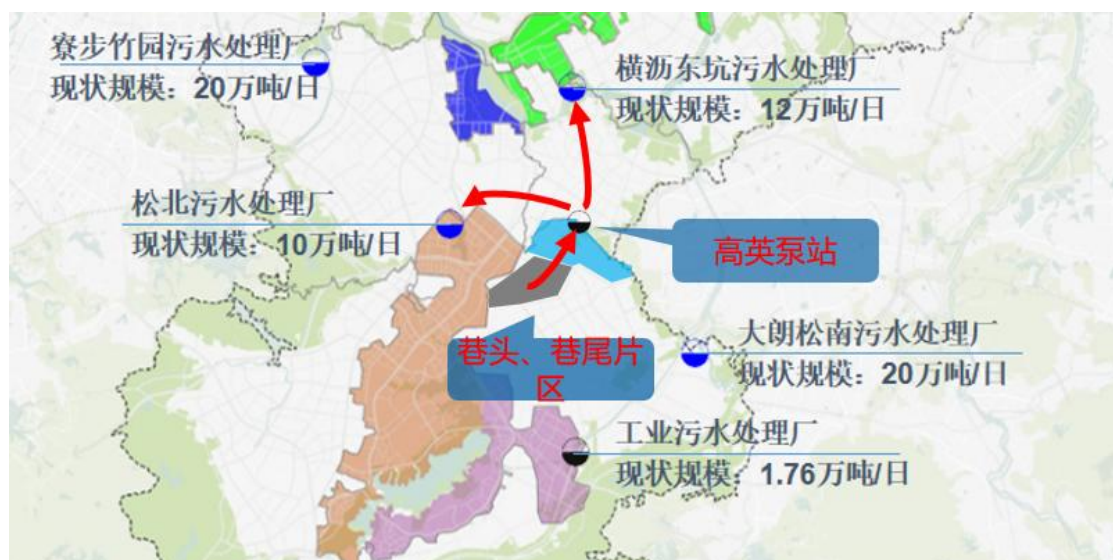 寮步竹园污水处理厂
现状规模：20万吨/日
横沥东坑污水处理厂
现状规模：12万吨/日
松北污水处理厂
现状规模：10万吨/日
高英泵站
巷头、巷尾片
区
大朗松南污水处理厂
现状规模：20万吨/日
工业污水处理厂
现状规模：1.76万吨/日